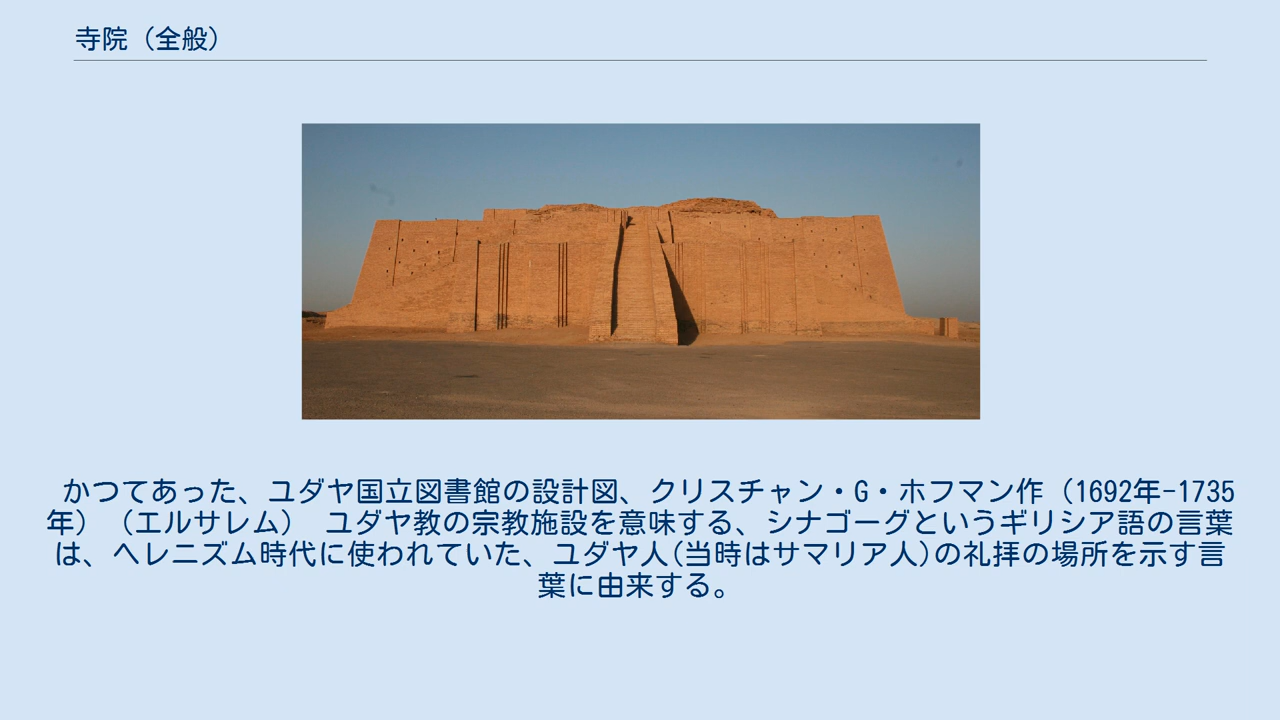 寺院（全般）
かつてあった、ユダヤ国立図書館の設計図、クリスチャン・G・ホフマン作（1692年-1735
年）（エルサレム） ユダヤ教の宗教施設を意味する、シナゴーグというギリシア語の言葉
は、ヘレニズム時代に使われていた、ユダヤ人(当時はサマリア人)の礼拝の場所を示す言
葉に由来する。